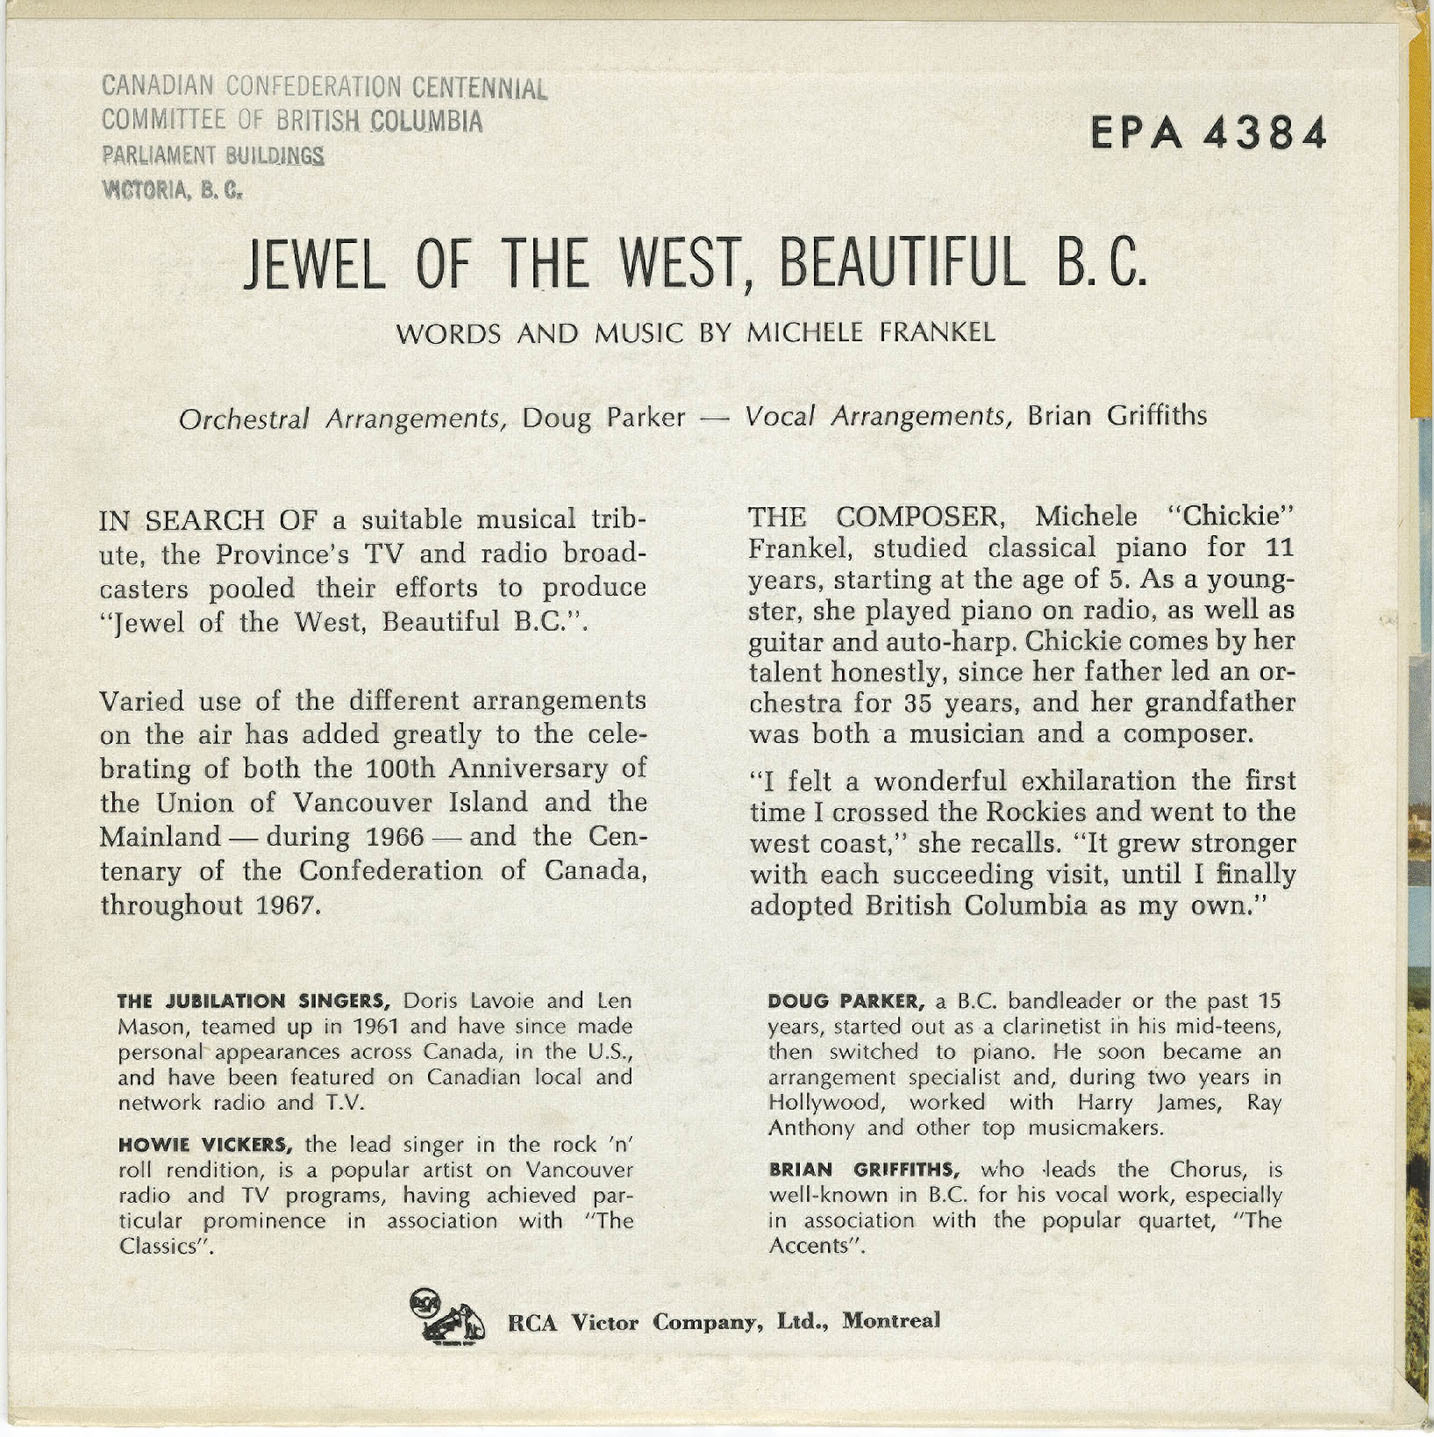 CANADIAN CONFEDERATION CENTENNIAL
COMMITTEE OF BRITISH COLUMBIA
PARLIAMENT BUILDINGS
VICTORIA, B. C.
EPA 4384
JEWEL OF THE WEST, BEAUTIFUL B. C.
WORDS AND MUSIC BY MICHELE FRANKEL
Orchestral Arrangements, Doug Parker — Vocal Arrangements, Brian Griffiths
IN SEARCH OF a suitable musical trib-
ute, the Province's TV and radio broad-
casters pooled their efforts to produce
"Jewel of the West, Beautiful B.C.".
Varied use of the different arrangements
on the air has added greatly to the cele-
brating of both the 100th Anniversary of
the Union of Vancouver Island and the
Mainland — during 1966 — and the Cen-
tenary of the Confederation of Canada,
throughout 1967.
THE COMPOSER, Michele "Chickie"
Frankel, studied classical piano for 11
years, starting at the age of 5. As a young-
ster, she played piano on radio, as well as
guitar and auto-harp. Chickie comes by her
talent honestly, since her father led an or-
chestra for 35 years, and her grandfather
was both a musician and a composer.
"I felt a wonderful exhilaration the first
time I crossed the Rockies and went to the
west coast," she recalls. "It grew stronger
with each succeeding visit, until I finally
adopted British Columbia as my own."
THE JUBILATION SINGERS, Doris Lavoie and Len
Mason, teamed up in 1961 and have since made
personal appearances across Canada, in the U.S.,
and have been featured on Canadian local and
network radio and T.V.
HOWIE VICKERS, the lead singer in the rock 'n'
roll rendition, is a popular artist on Vancouver
radio and TV programs, having achieved par-
ticular prominence in association with "The
Classics".
DOUG PARKER, a B.C. bandleader or the past 15
years, started out as a clarinetist in his mid-teens,
then switched to piano. He soon became an
arrangement specialist and, during two years in
Hollywood, worked with Harry James, Ray
Anthony and other top musicmakers.
BRIAN GRIFFITHS, who leads the Chorus, is
well-known in B.C. for his vocal work, especially
in association with the popular quartet, "The
Accents".
RCA
RCA Victor Company, Ltd., Montreal